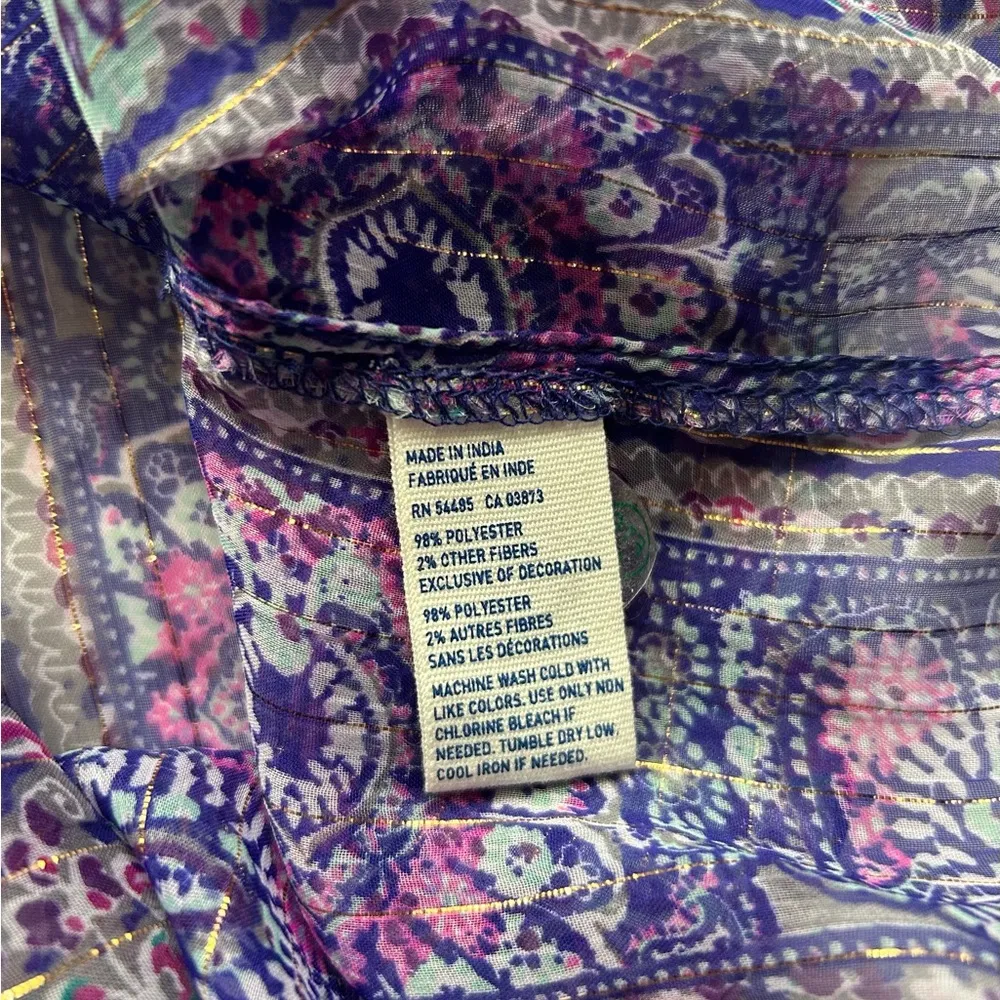 MADE IN INDIA
FABRIQUÉ EN INDE
RN 54485 CA 03873
98% POLYESTER
2% OTHER FIBERS
EXCLUSIVE OF DECORATION
98% POLYESTER
2% AUTRES FIBRES
SANS LES DÉCORATIONS
MACHINE WASH COLD WITH
LIKE COLORS. USE ONLY NON
CHLORINE BLEACH IF
NEEDED. TUMBLE DRY LOW,
COOL IRON IF NEEDED.